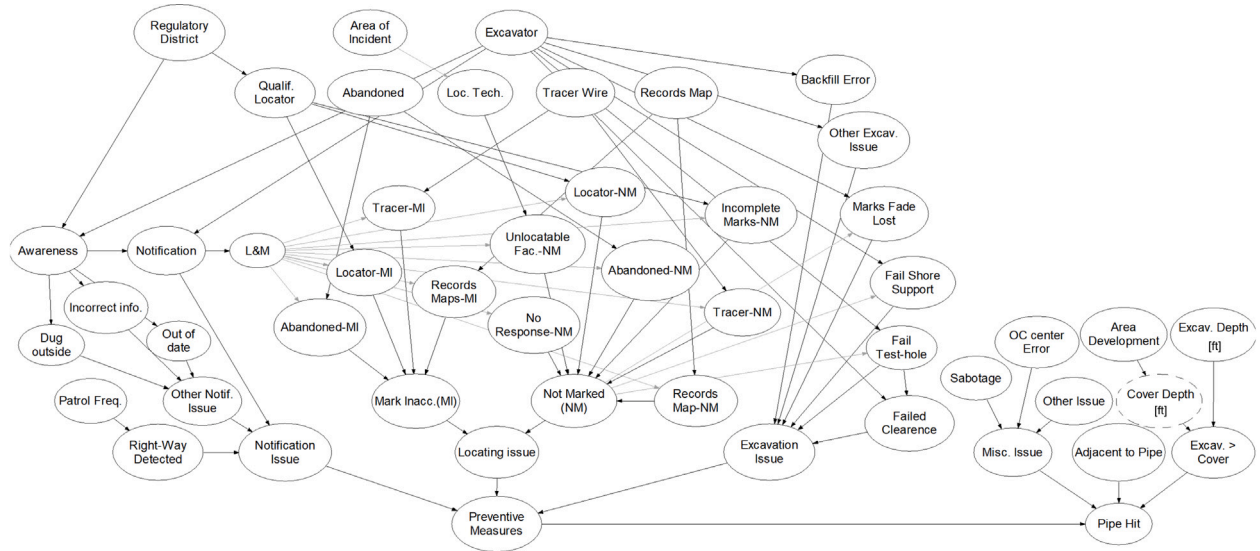 Regulatory
District
Area of
Incident
Excavator
Qualif.
Locator
Abandoned
Loc. Tech.
Tracer Wire
Records Map
Backfill Error
Other Excav.
Issue
Tracer-MI
Locator-NM
Incomplete
Marks-NM
Marks Fade
Lost
Awareness
Notification
L&M
Unlocatable
Fac.-NM
Locator-MI
Records
Maps-MI
Abandoned-NM
Fail Shore
Support
Incorrect info.
Abandoned-MI
No
Response-NM
Tracer-NM
Dug
outside
Out of
date
Fail
Test-hole
OC center
Error
Area
Development
Excav. Depth
[ft]
Sabotage
Patrol Freq.
Other Notif.
Issue
Mark Inacc.(MI)
Not Marked
(NM)
Records
Map-NM
Other Issue
Cover Depth
[ft]
Failed
Clearence
Right-Way
Detected
Notification
Issue
Locating issue
Excavation
Issue
Misc. Issue
Adjacent to Pipe
Excav. >
Cover
Preventive
Measures
Pipe Hit